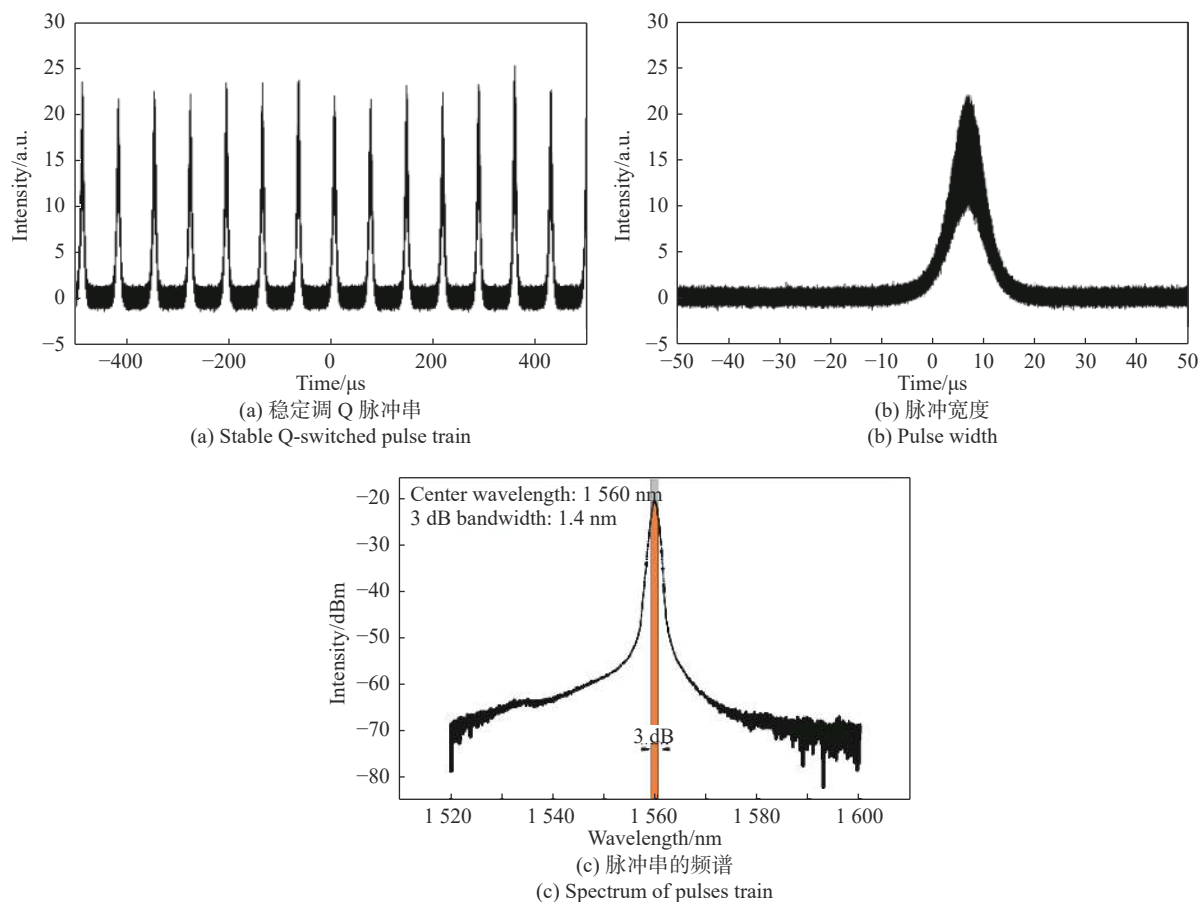 30
25
20
15
10
5
0
−5
Intensity/a.u.
−400
−200
0
200
400
Time/μs
(a) 稳定调 Q 脉冲串
(a) Stable Q-switched pulse train
30
25
20
15
10
5
0
−5
Intensity/a.u.
−50
−40
−30
−20
−10
0
10
20
30
40
50
Time/μs
(b) 脉冲宽度
(b) Pulse width
Center wavelength: 1 560 nm
3 dB bandwidth: 1.4 nm
−20
−30
−40
−50
−60
−70
−80
Intensity/dBm
3 dB
1 520
1 540
1 560
1 580
1 600
Wavelength/nm
(c) 脉冲串的频谱
(c) Spectrum of pulses train